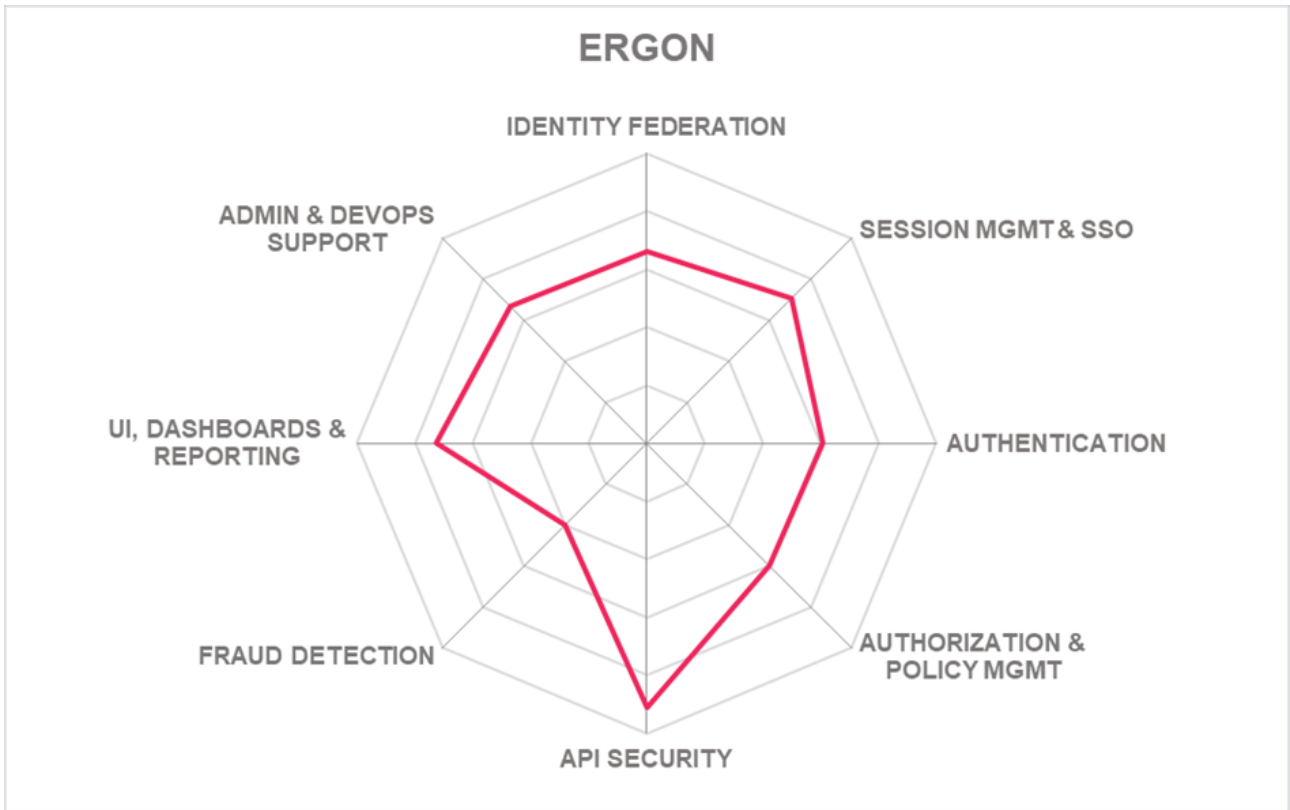 ERGON
IDENTITY FEDERATION
ADMIN & DEVOPS
SUPPORT
SESSION MGMT & SSO
UI, DASHBOARDS &
REPORTING
AUTHENTICATION
FRAUD DETECTION
AUTHORIZATION &
POLICY MGMT
API SECURITY